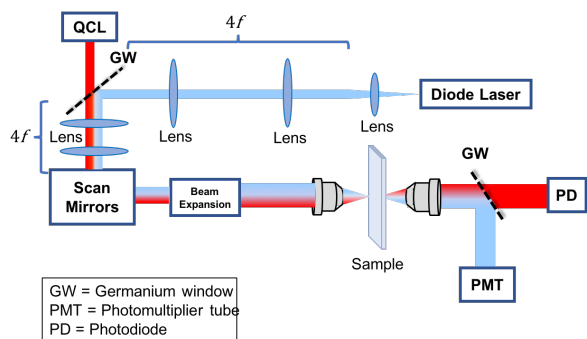 QCL
4f
GW
Diode Laser
4f
Lens
Lens
Lens
Lens
GW
Scan
Mirrors
Beam
Expansion
PD
Sample
PMT
GW = Germanium window
PMT = Photomultiplier tube
PD = Photodiode